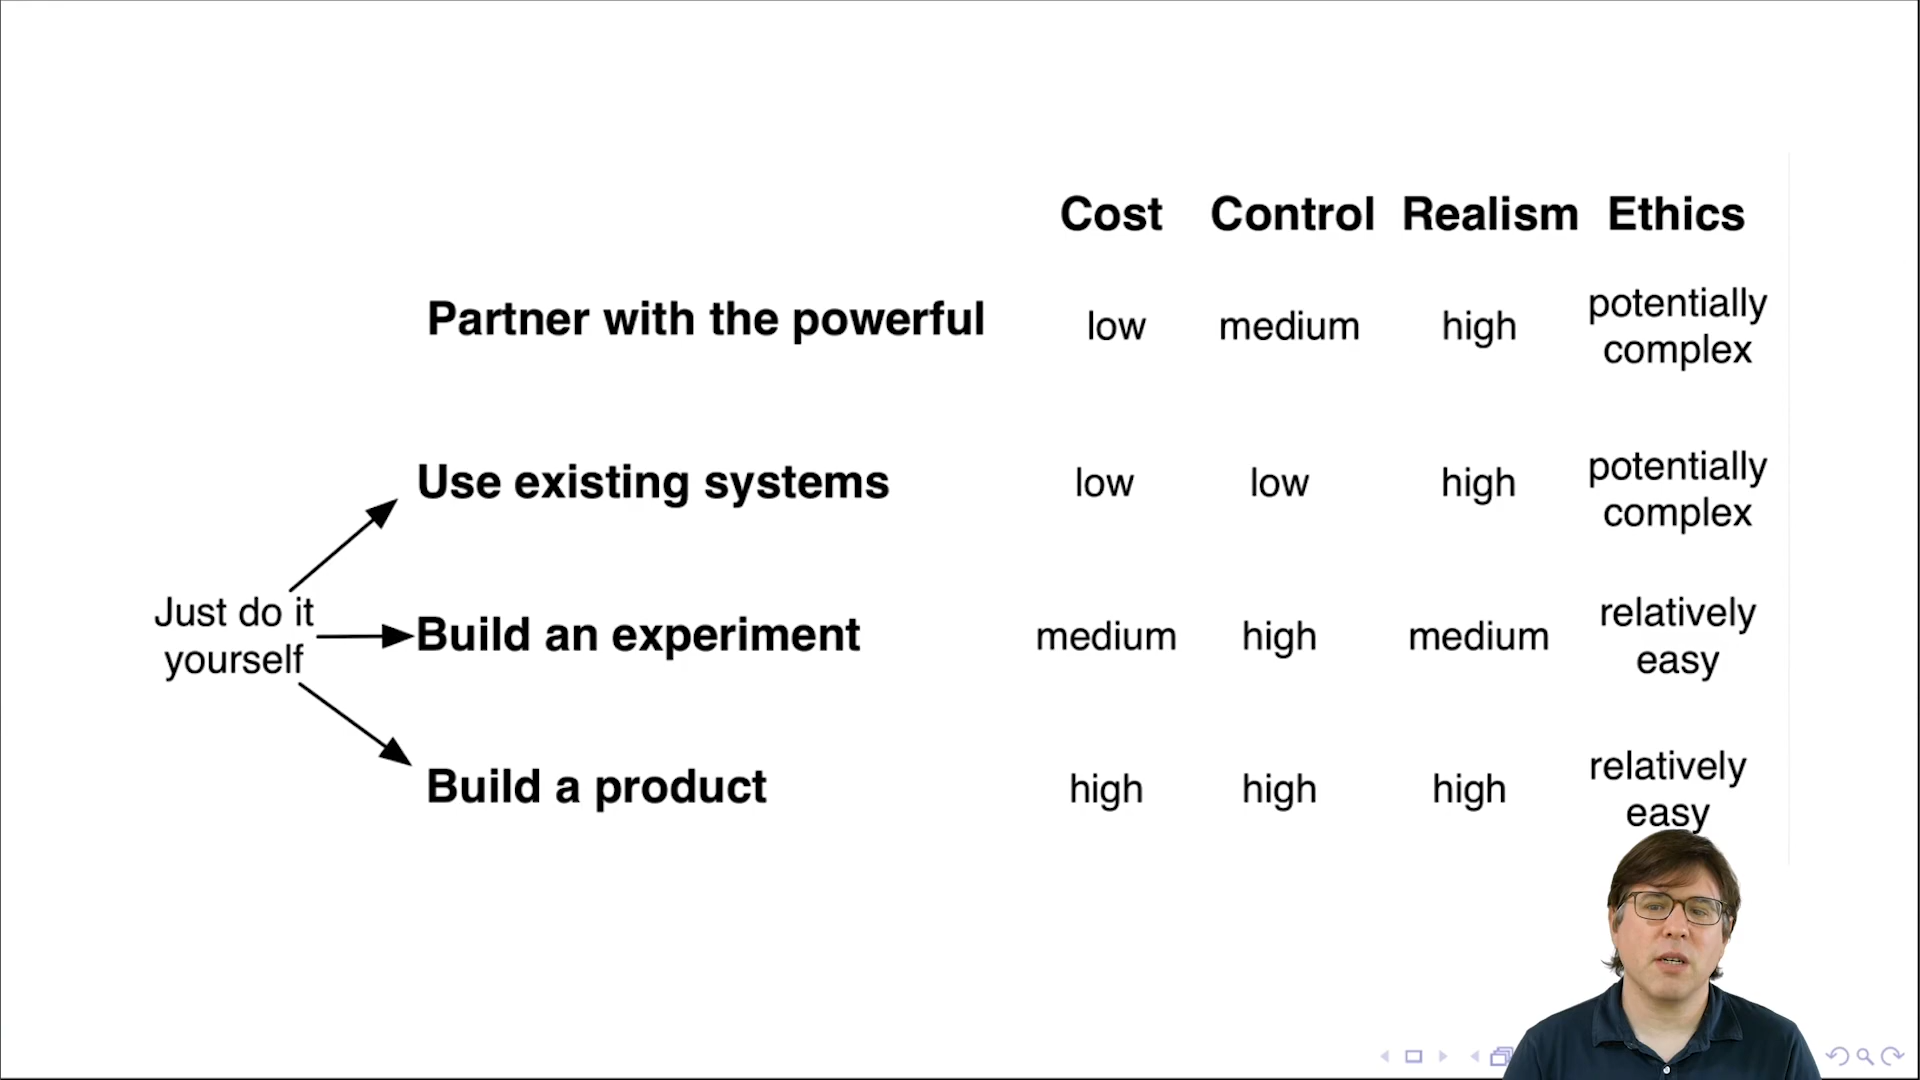 Cost Control Realism Ethics
Partner with the powerful low medium high potentially complex
Use existing systems low low high potentially complex
Just do it yourself
Build an experiment medium high medium relatively easy
Build a product high high high relatively easy